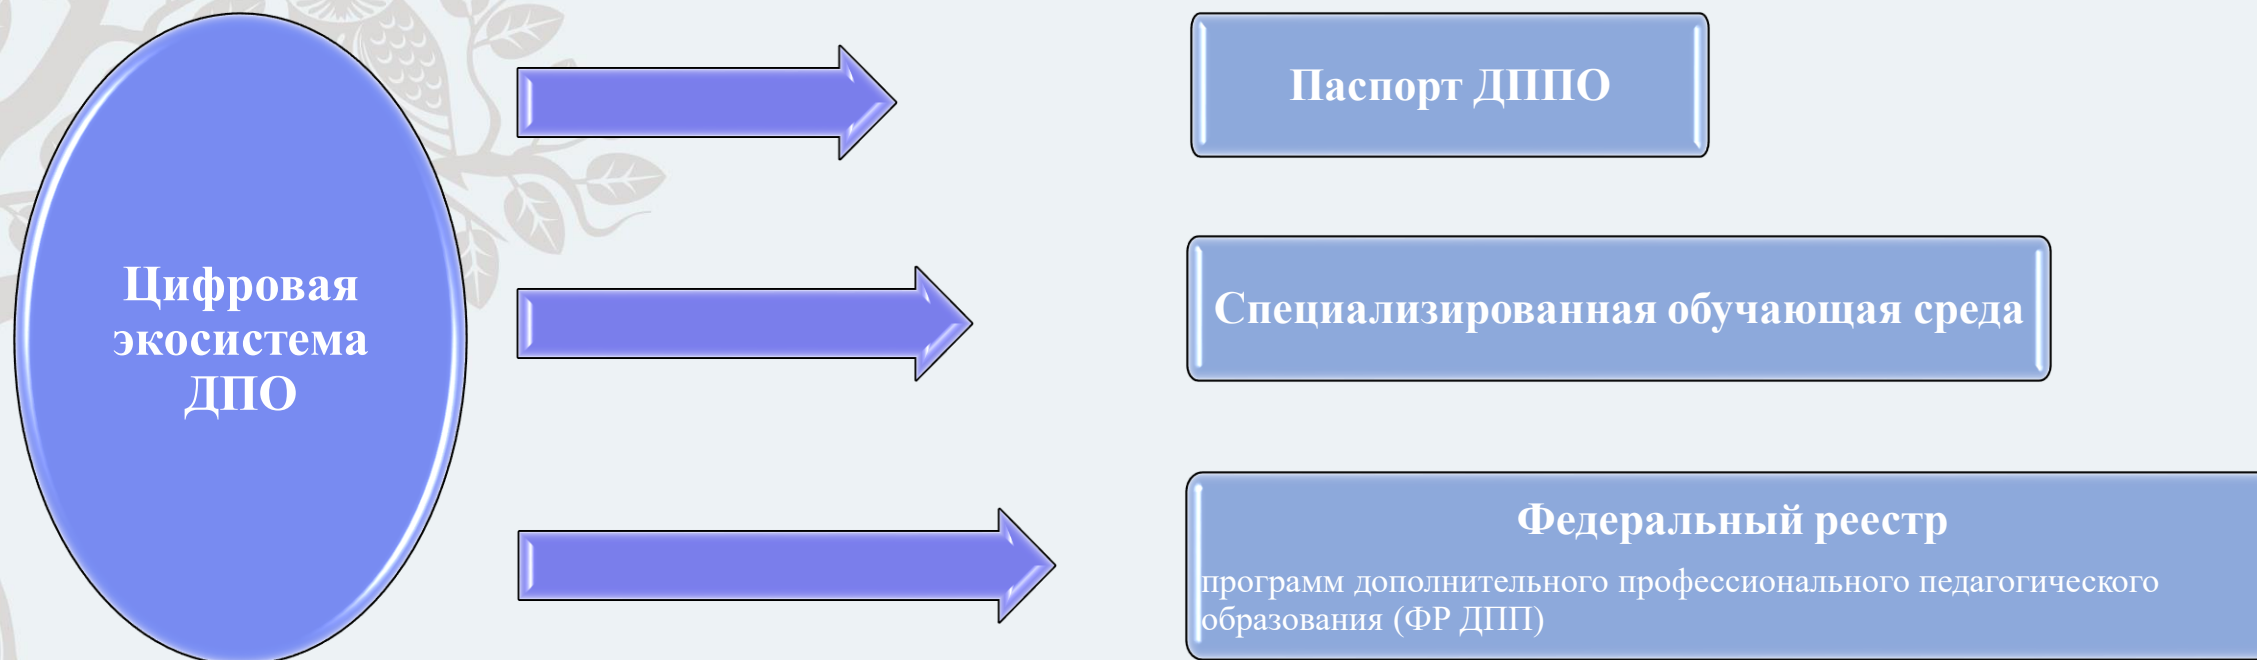 Цифровая
экосистема
ДПО
Паспорт ДППО
Специализированная обучающая среда
Федеральный реестр
программ дополнительного профессионального педагогического
образования (ФР ДПП)